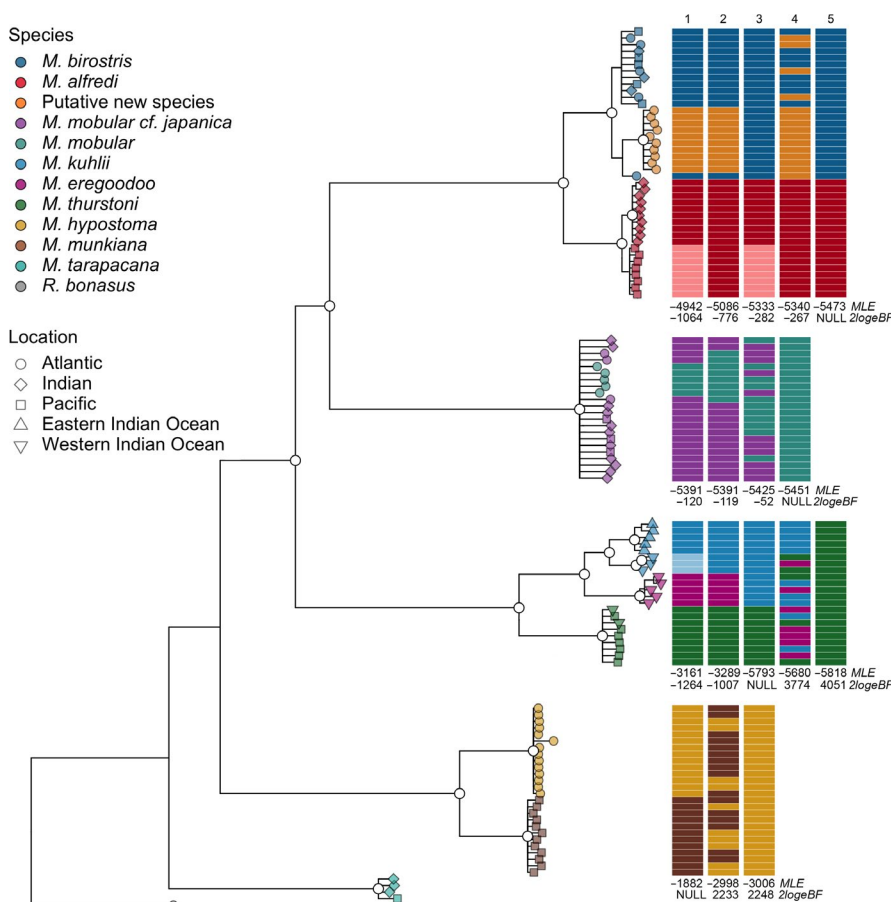 1 2 3 4 5
Species
M. birostris
M. alfredi
Putative new species
M. mobular cf. japanica
M. mobular
M. kuhlii
M. eregoodoo
M. thurstoni
M. hypostoma
M. munkiana
M. tarapacana
R. bonasus
Location
Atlantic
Indian
Pacific
Eastern Indian Ocean
Western Indian Ocean
−4942 −5086 −5333 −5340 −5473 MLE
−1064 −776 −282 −267 NULL 2logeBF
−5391 −5391 −5425 −5451 MLE
−120 −119 −52 NULL 2logeBF
−3161 −3289 −5793 −5680 −5818 MLE
−1264 −1007 NULL 3774 4051 2logeBF
−1882 −2998 −3006 MLE
NULL 2233 2248 2logeBF